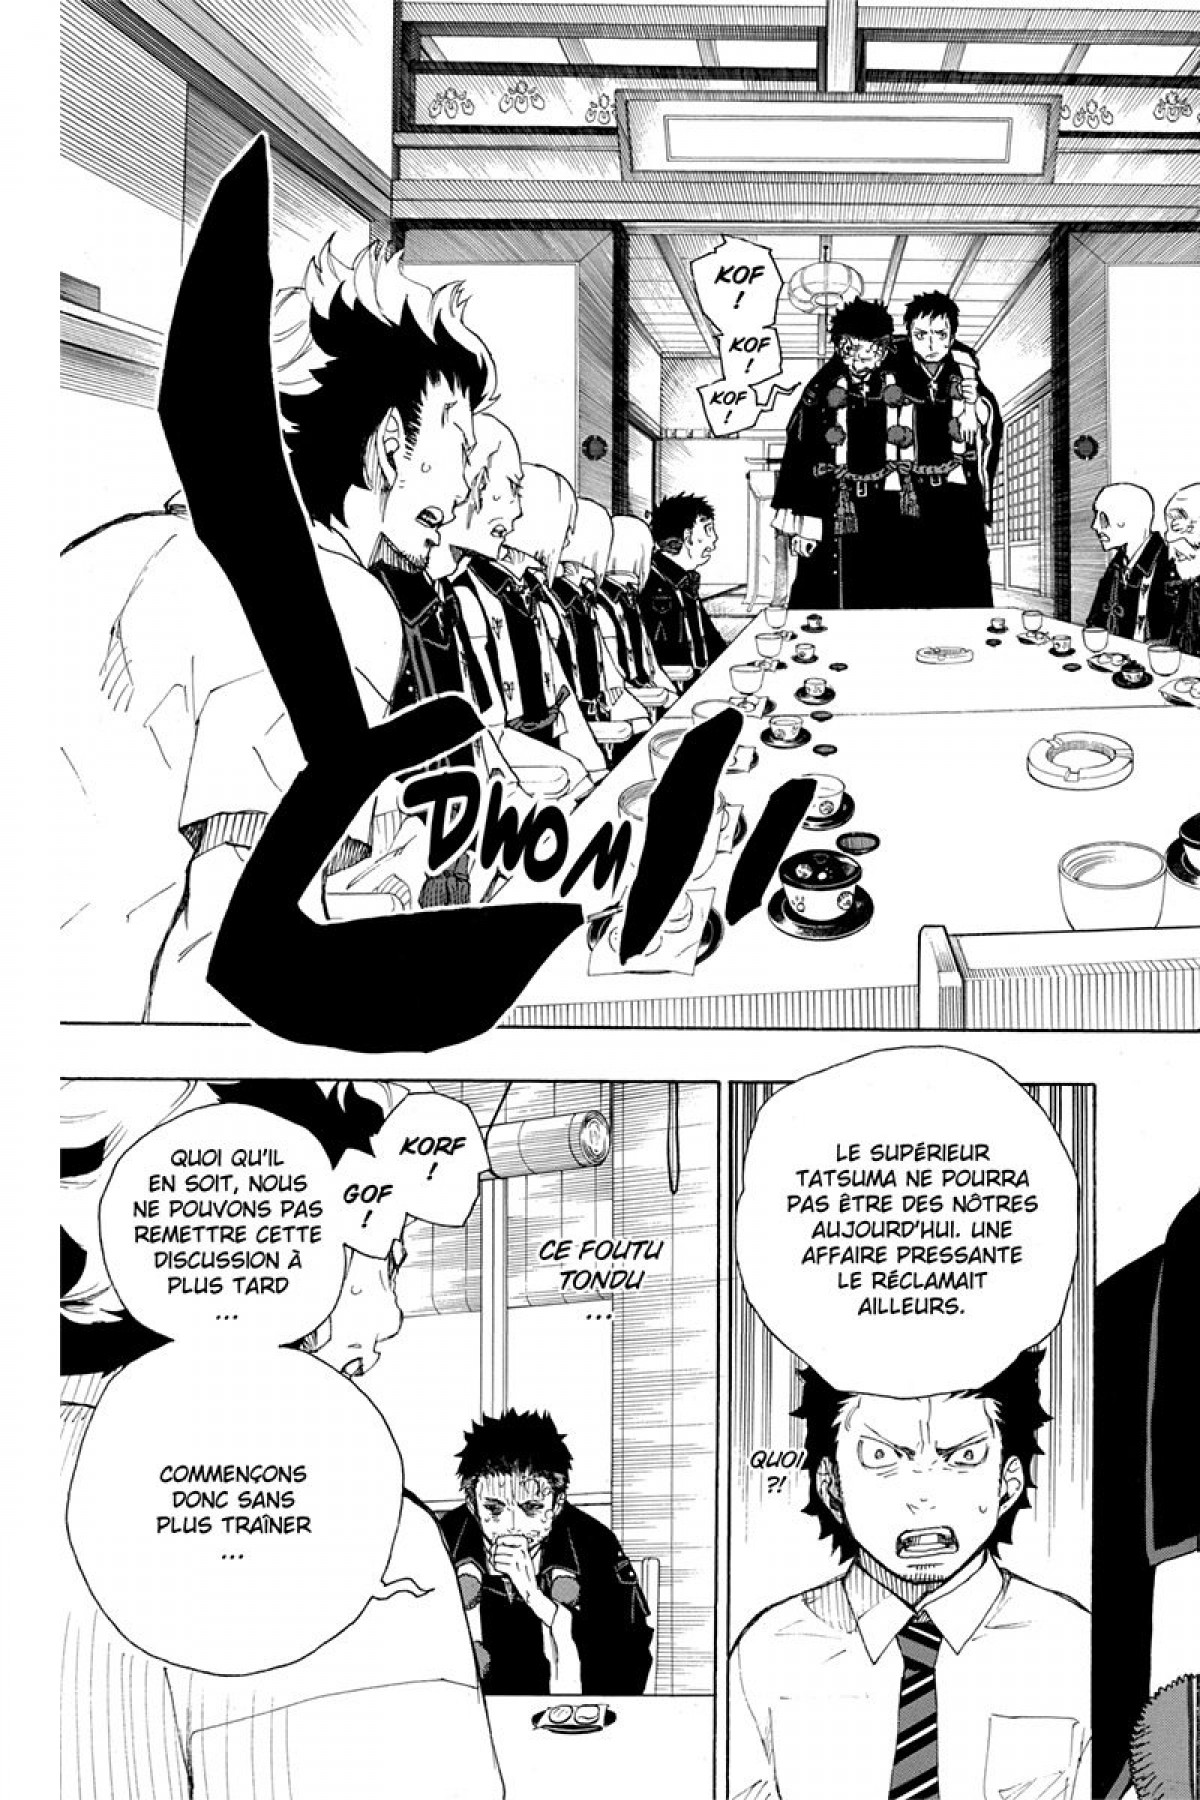 KOF
!
KOF
!
KOF
!
DWOM
LE SUPÉRIEUR
TATSUMA NE POURRA
PAS ÊTRE DES NÔTRES
AUJOURD'HUI. UNE
AFFAIRE PRESSANTE
LE RÉCLAMAIT
AILLEURS.
QUOI
?!
CE FOUTU
TONDU
...
KORF
!
GOF
!
QUOI QU'IL
EN SOIT, NOUS
NE POUVONS PAS
REMETTRE CETTE
DISCUSSION À
PLUS TARD
...
COMMENÇONS
DONC SANS
PLUS TRAÎNER
...